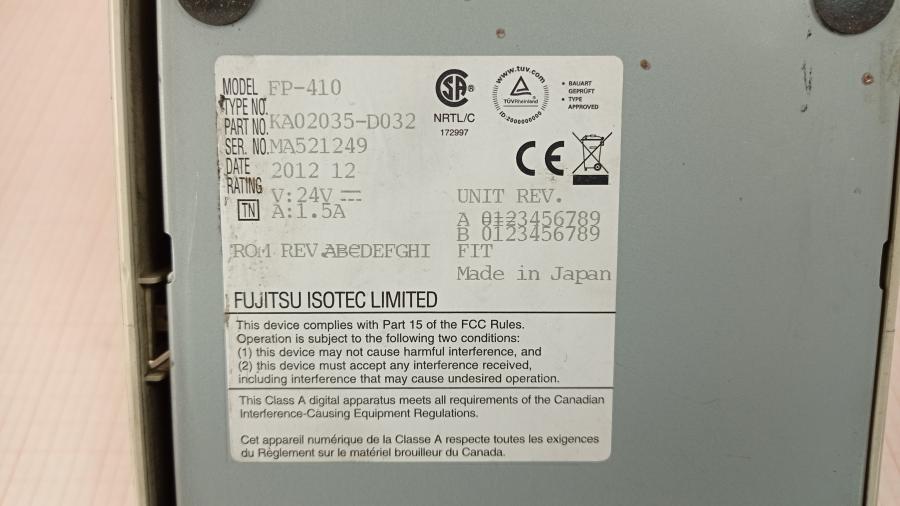 MODEL FP-410
TYPE NO.
PART NO. KA02035-D032
SER. NO. MA521249
DATE 2012 12
RATING V:24V ⎓
TN A:1.5A
ROM REV.ABCDEFGHI
SA®
NRTL/C
172997
www.tuv.com
TÜVRheinland®
ID:2000000000
• BAUART
GEPRÜFT
• TYPE
APPROVED
CE
UNIT REV.
A 0123456789
B 0123456789
FIT
Made in Japan
FUJITSU ISOTEC LIMITED
This device complies with Part 15 of the FCC Rules.
Operation is subject to the following two conditions:
(1) this device may not cause harmful interference, and
(2) this device must accept any interference received,
including interference that may cause undesired operation.
This Class A digital apparatus meets all requirements of the Canadian
Interference-Causing Equipment Regulations.
Cet appareil numérique de la Classe A respecte toutes les exigences
du Règlement sur le matériel brouilleur du Canada.